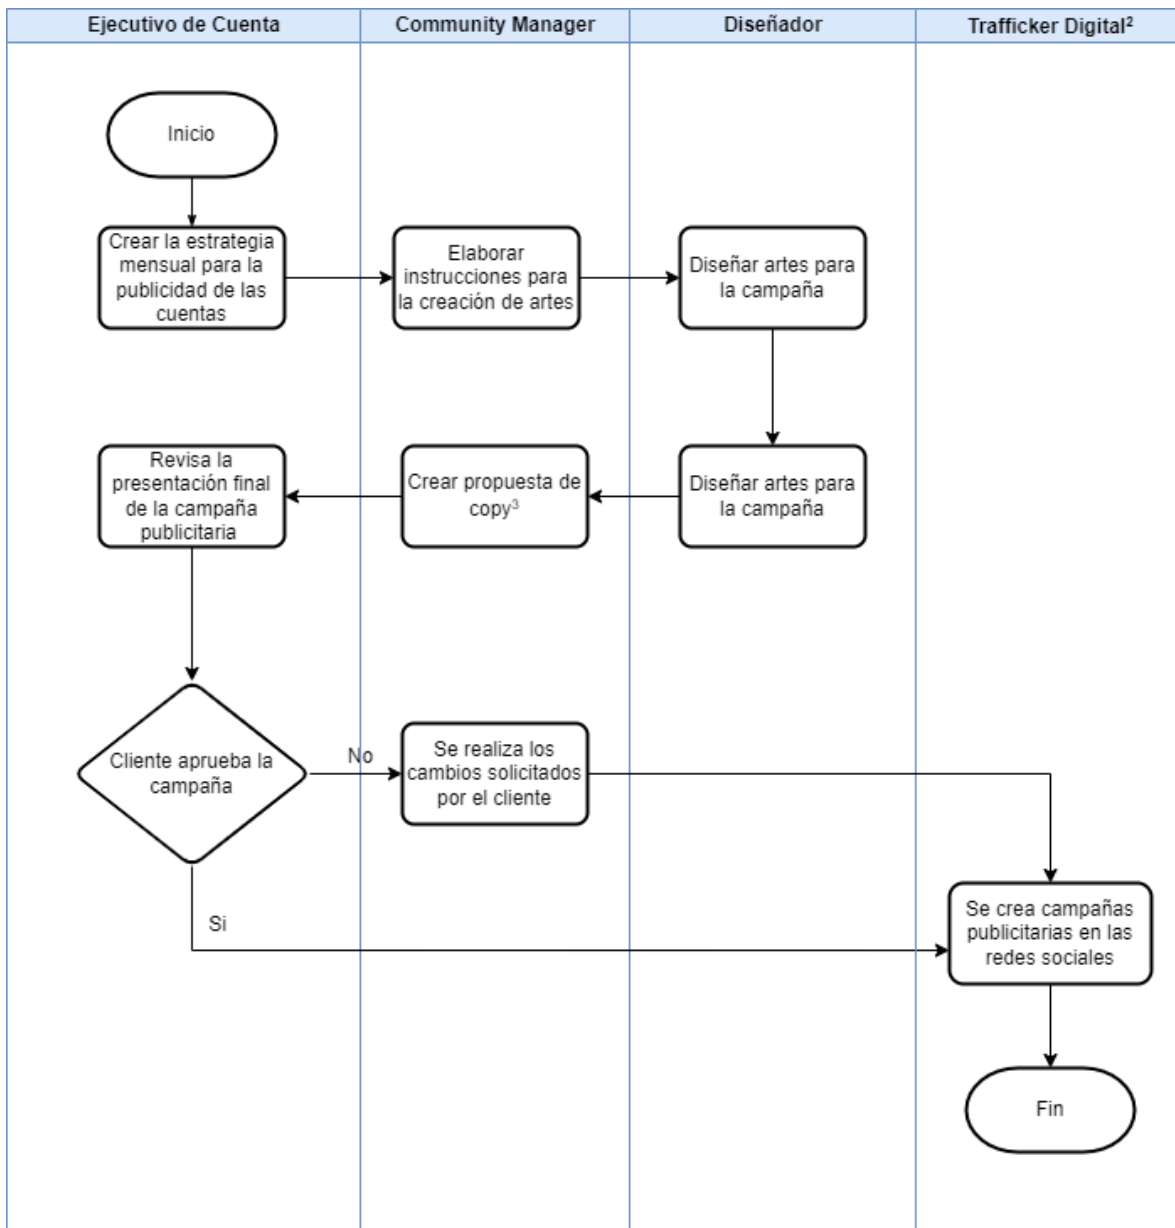 Ejecutivo de Cuenta
Community Manager
Diseñador
Trafficker Digital²
Inicio
Crear la estrategia
mensual para la
publicidad de las
cuentas
Elaborar
instrucciones para
la creación de artes
Diseñar artes para
la campaña
Revisa la
presentación final
de la campaña
publicitaria
Crear propuesta de
copy³
Diseñar artes para
la campaña
Cliente aprueba la
campaña
No
Se realiza los
cambios solicitados
por el cliente
Si
Se crea campañas
publicitarias en las
redes sociales
Fin